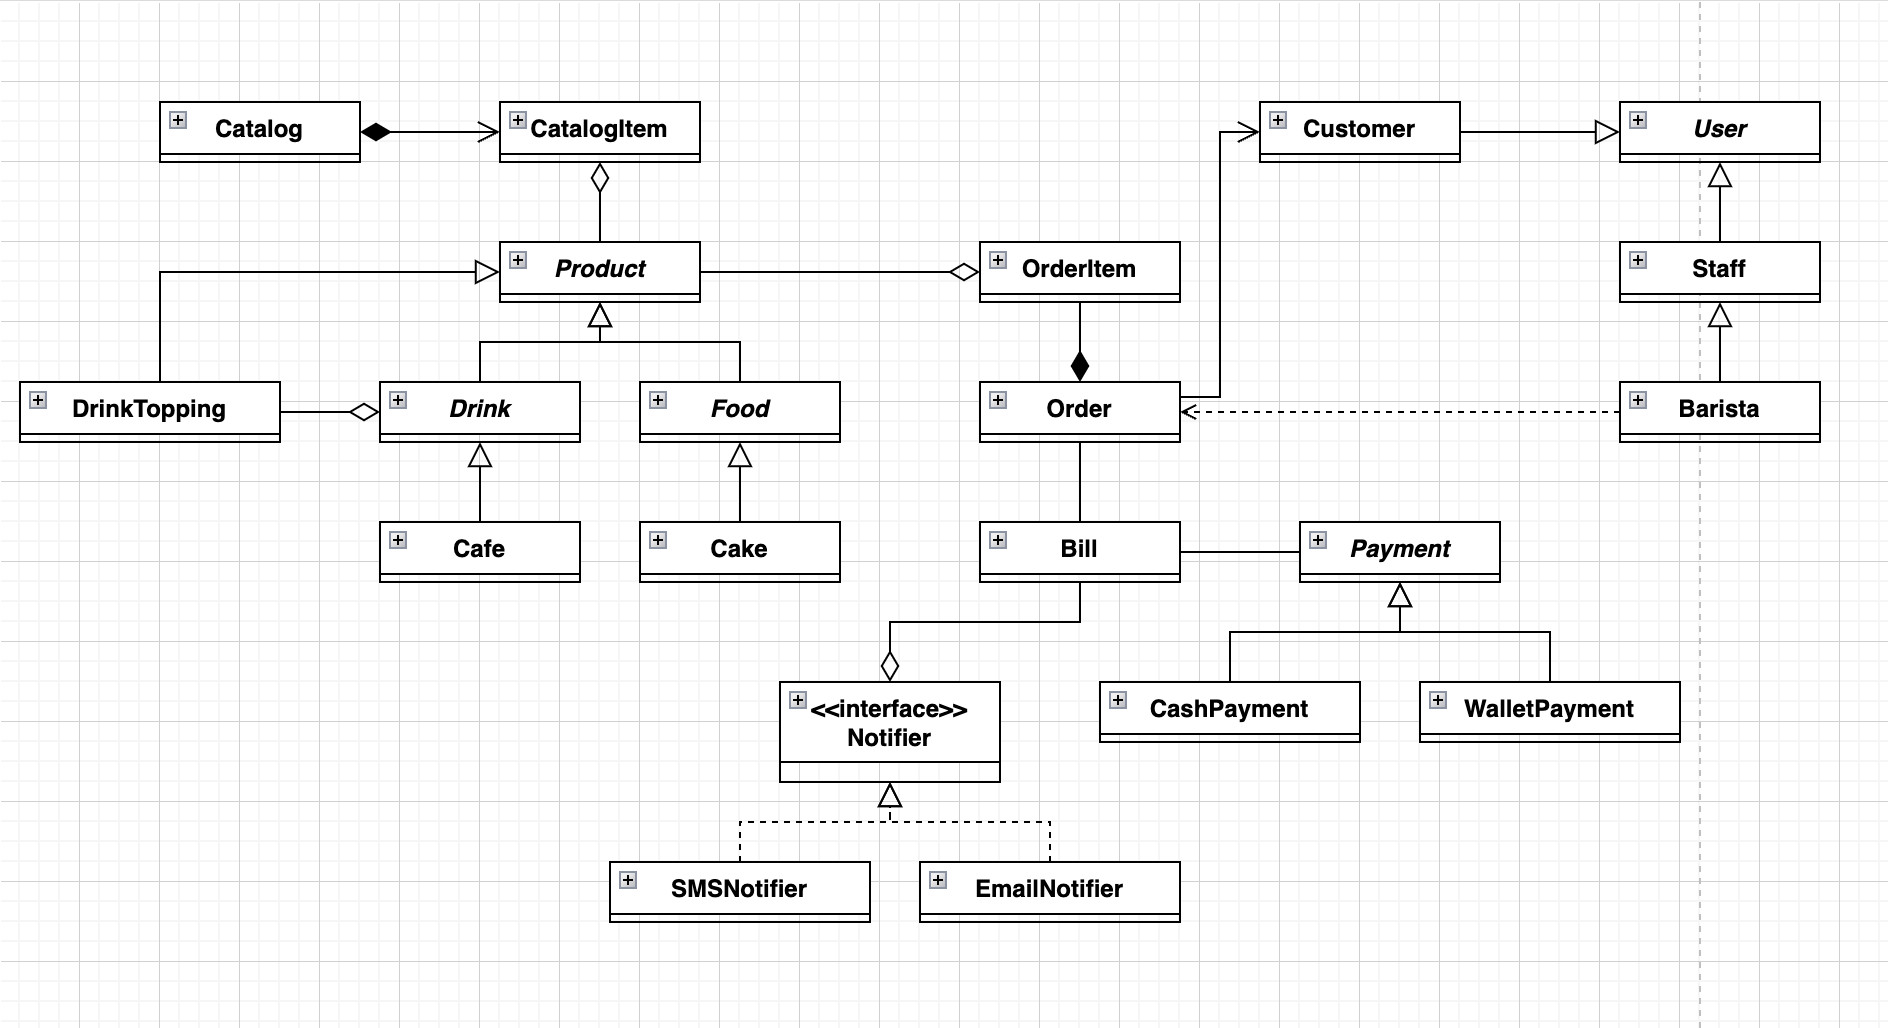 Catalog
CatalogItem
Customer
User
Product
OrderItem
Staff
DrinkTopping
Drink
Food
Order
Barista
Cafe
Cake
Bill
Payment
<<interface>>
Notifier
CashPayment
WalletPayment
SMSNotifier
EmailNotifier